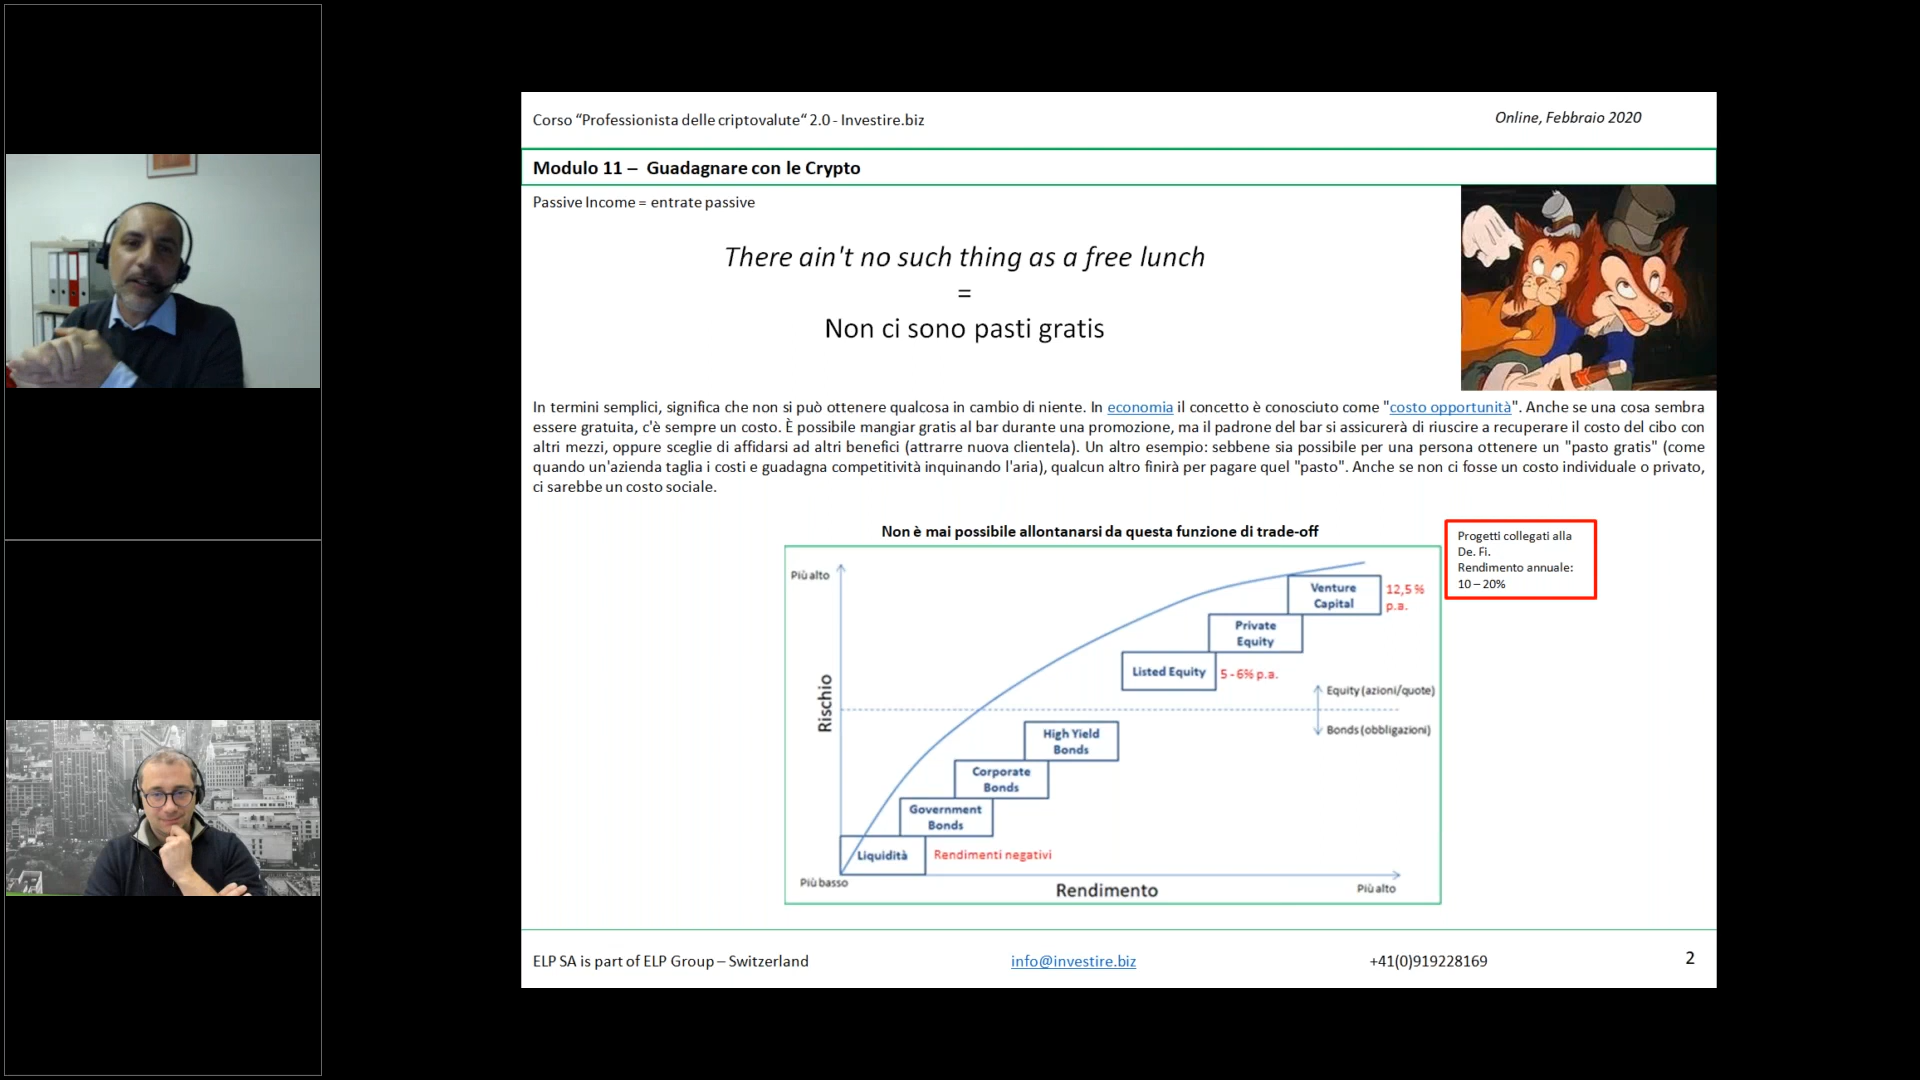 Corso “Professionista delle criptovalute“ 2.0 - Investire.biz
Online, Febbraio 2020
Modulo 11 – Guadagnare con le Crypto
Passive Income = entrate passive
There ain't no such thing as a free lunch
=
Non ci sono pasti gratis
In termini semplici, significa che non si può ottenere qualcosa in cambio di niente. In economia il concetto è conosciuto come "costo opportunità". Anche se una cosa sembra
essere gratuita, c'è sempre un costo. È possibile mangiar gratis al bar durante una promozione, ma il padrone del bar si assicurerà di riuscire a recuperare il costo del cibo con
altri mezzi, oppure sceglie di affidarsi ad altri benefici (attrarre nuova clientela). Un altro esempio: sebbene sia possibile per una persona ottenere un "pasto gratis" (come
quando un'azienda taglia i costi e guadagna competitività inquinando l'aria), qualcun altro finirà per pagare quel "pasto". Anche se non ci fosse un costo individuale o privato,
ci sarebbe un costo sociale.
Non è mai possibile allontanarsi da questa funzione di trade-off
Progetti collegati alla
De. Fi.
Rendimento annuale:
10 – 20%
Più alto
Venture
Capital
12,5 %
p.a.
Private
Equity
Listed Equity
5 - 6% p.a.
Equity (azioni/quote)
Rischio
Bonds (obbligazioni)
High Yield
Bonds
Corporate
Bonds
Government
Bonds
Liquidità
Rendimenti negativi
Più basso
Rendimento
Più alto
ELP SA is part of ELP Group – Switzerland
info@investire.biz
+41(0)919228169
2